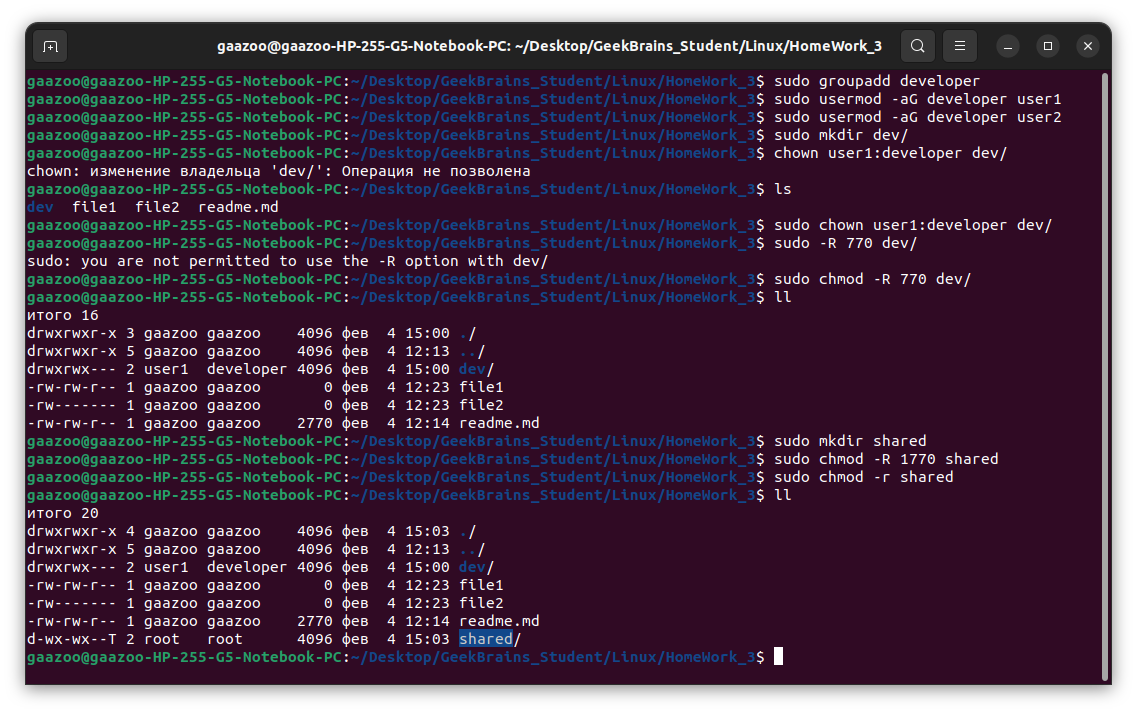 gaazoo@gaazoo-HP-255-G5-Notebook-PC: ~/Desktop/GeekBrains_Student/Linux/HomeWork_3
gaazoo@gaazoo-HP-255-G5-Notebook-PC:~/Desktop/GeekBrains_Student/Linux/HomeWork_3$ sudo groupadd developer
gaazoo@gaazoo-HP-255-G5-Notebook-PC:~/Desktop/GeekBrains_Student/Linux/HomeWork_3$ sudo usermod -aG developer user1
gaazoo@gaazoo-HP-255-G5-Notebook-PC:~/Desktop/GeekBrains_Student/Linux/HomeWork_3$ sudo usermod -aG developer user2
gaazoo@gaazoo-HP-255-G5-Notebook-PC:~/Desktop/GeekBrains_Student/Linux/HomeWork_3$ sudo mkdir dev/
gaazoo@gaazoo-HP-255-G5-Notebook-PC:~/Desktop/GeekBrains_Student/Linux/HomeWork_3$ chown user1:developer dev/
chown: изменение владельца 'dev/': Операция не позволена
gaazoo@gaazoo-HP-255-G5-Notebook-PC:~/Desktop/GeekBrains_Student/Linux/HomeWork_3$ ls
dev  file1  file2  readme.md
gaazoo@gaazoo-HP-255-G5-Notebook-PC:~/Desktop/GeekBrains_Student/Linux/HomeWork_3$ sudo chown user1:developer dev/
gaazoo@gaazoo-HP-255-G5-Notebook-PC:~/Desktop/GeekBrains_Student/Linux/HomeWork_3$ sudo -R 770 dev/
sudo: you are not permitted to use the -R option with dev/
gaazoo@gaazoo-HP-255-G5-Notebook-PC:~/Desktop/GeekBrains_Student/Linux/HomeWork_3$ sudo chmod -R 770 dev/
gaazoo@gaazoo-HP-255-G5-Notebook-PC:~/Desktop/GeekBrains_Student/Linux/HomeWork_3$ ll
итого 16
drwxrwxr-x 3 gaazoo gaazoo    4096 фев  4 15:00 ./
drwxrwxr-x 5 gaazoo gaazoo    4096 фев  4 12:13 ../
drwxrwx--- 2 user1  developer 4096 фев  4 15:00 dev/
-rw-rw-r-- 1 gaazoo gaazoo       0 фев  4 12:23 file1
-rw------- 1 gaazoo gaazoo       0 фев  4 12:23 file2
-rw-rw-r-- 1 gaazoo gaazoo    2770 фев  4 12:14 readme.md
gaazoo@gaazoo-HP-255-G5-Notebook-PC:~/Desktop/GeekBrains_Student/Linux/HomeWork_3$ sudo mkdir shared
gaazoo@gaazoo-HP-255-G5-Notebook-PC:~/Desktop/GeekBrains_Student/Linux/HomeWork_3$ sudo chmod -R 1770 shared
gaazoo@gaazoo-HP-255-G5-Notebook-PC:~/Desktop/GeekBrains_Student/Linux/HomeWork_3$ sudo chmod -r shared
gaazoo@gaazoo-HP-255-G5-Notebook-PC:~/Desktop/GeekBrains_Student/Linux/HomeWork_3$ ll
итого 20
drwxrwxr-x 4 gaazoo gaazoo    4096 фев  4 15:03 ./
drwxrwxr-x 5 gaazoo gaazoo    4096 фев  4 12:13 ../
drwxrwx--- 2 user1  developer 4096 фев  4 15:00 dev/
-rw-rw-r-- 1 gaazoo gaazoo       0 фев  4 12:23 file1
-rw------- 1 gaazoo gaazoo       0 фев  4 12:23 file2
-rw-rw-r-- 1 gaazoo gaazoo    2770 фев  4 12:14 readme.md
d-wx-wx--T 2 root   root      4096 фев  4 15:03 shared/
gaazoo@gaazoo-HP-255-G5-Notebook-PC:~/Desktop/GeekBrains_Student/Linux/HomeWork_3$